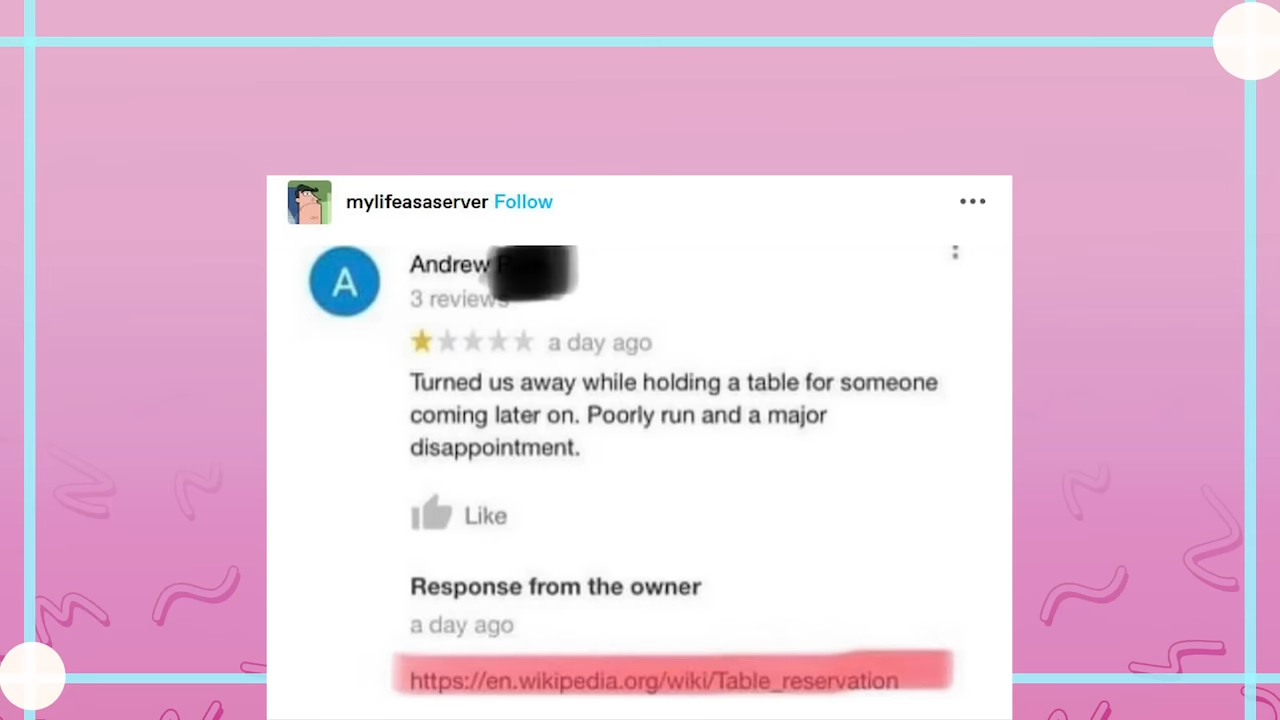 mylifeasaserver Follow
A
Andrew
3 reviews
a day ago
Turned us away while holding a table for someone
coming later on. Poorly run and a major
disappointment.
Like
Response from the owner
a day ago
https://en.wikipedia.org/wiki/Table_reservation